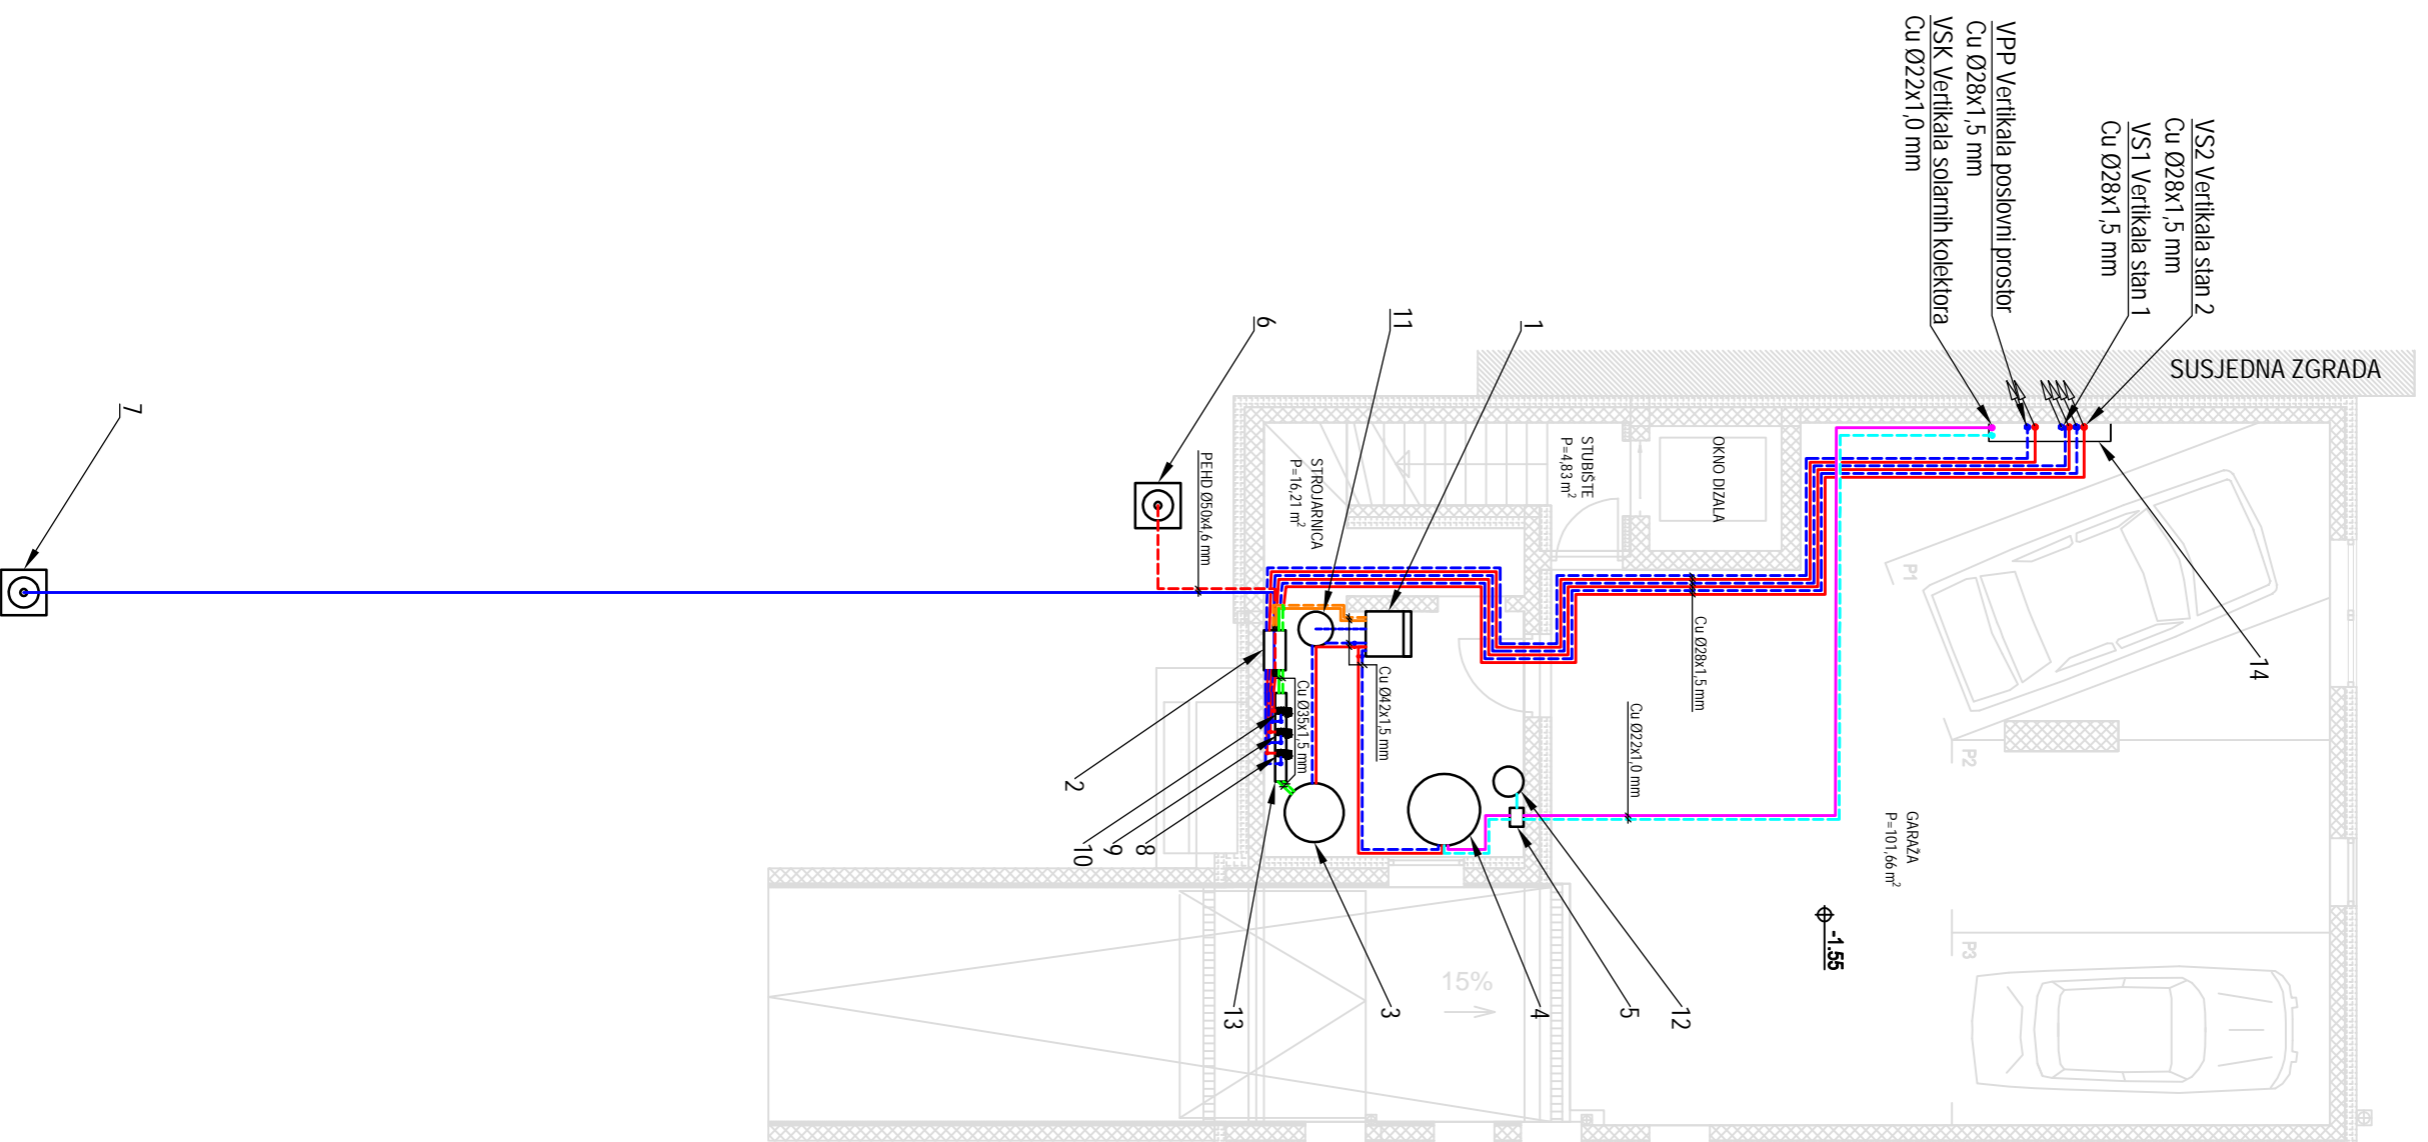 VS2 Vertikala stan 2
Cu Ø28x1,5 mm
VS1 Vertikala stan 1
Cu Ø28x1,5 mm
VPP Vertikala poslovni prostor
Cu Ø28x1,5 mm
VSK Vertikala solarnih kolektora
Cu Ø22x1,0 mm
SUSJEDNA ZGRADA
14
1
11
6
7
OKNO DIZALA
STUBIŠTE
P=4,83 m²
STROJARNICA
P=16,21 m²
PEHD Ø50x4,6 mm
P1
Cu Ø28x1,5 mm
Cu Ø22x1,0 mm
Cu Ø42x1,5 mm
Cu Ø35x1,5 mm
P2
GARAŽA
P=101,66 m²
2
10
9
8
-1.55
P3
15%
12
5
4
3
13